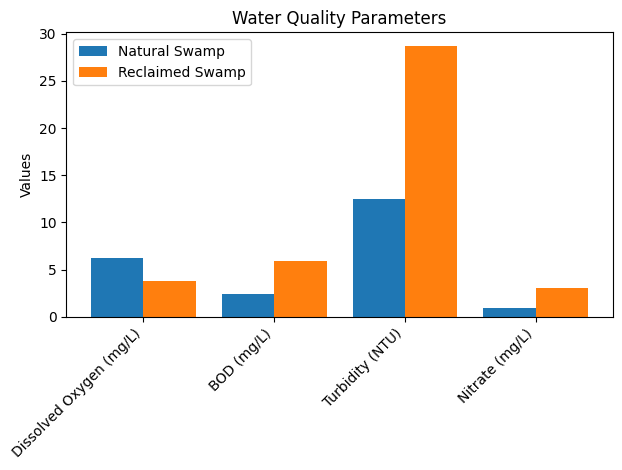 Water Quality Parameters
Natural Swamp
Reclaimed Swamp
Values
30
25
20
15
10
5
0
Dissolved Oxygen (mg/L)
BOD (mg/L)
Turbidity (NTU)
Nitrate (mg/L)